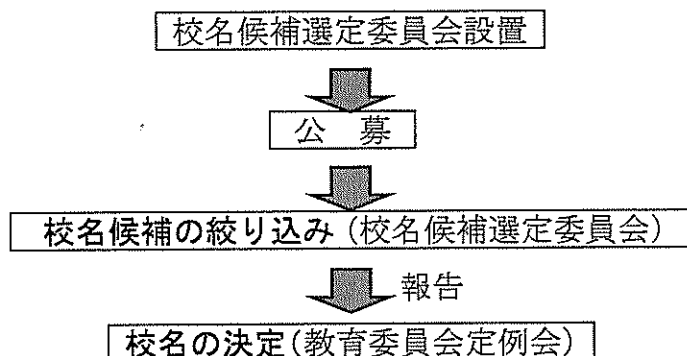 校名候補選定委員会設置
公　募
校名候補の絞り込み（校名候補選定委員会）
報告
校名の決定（教育委員会定例会）